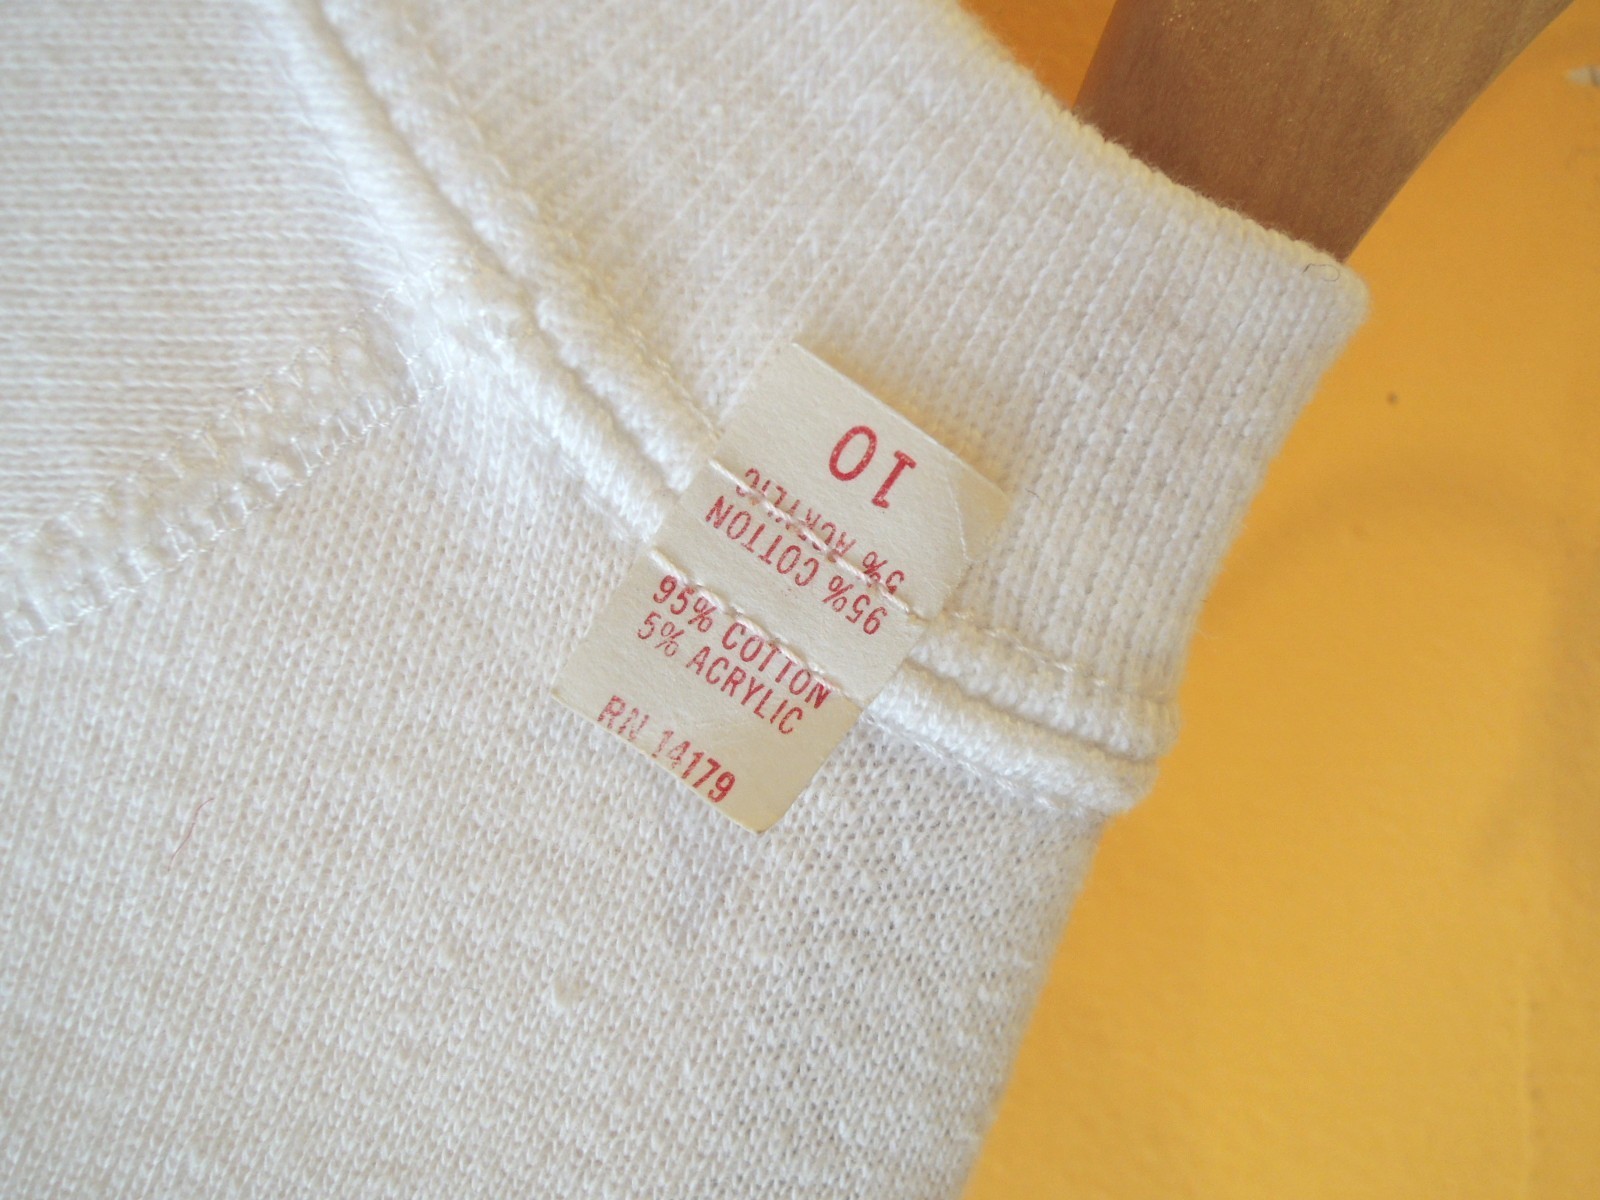 10
5% ACRYLIC
95% COTTON
95% COTTON
5% ACRYLIC
RN 14179